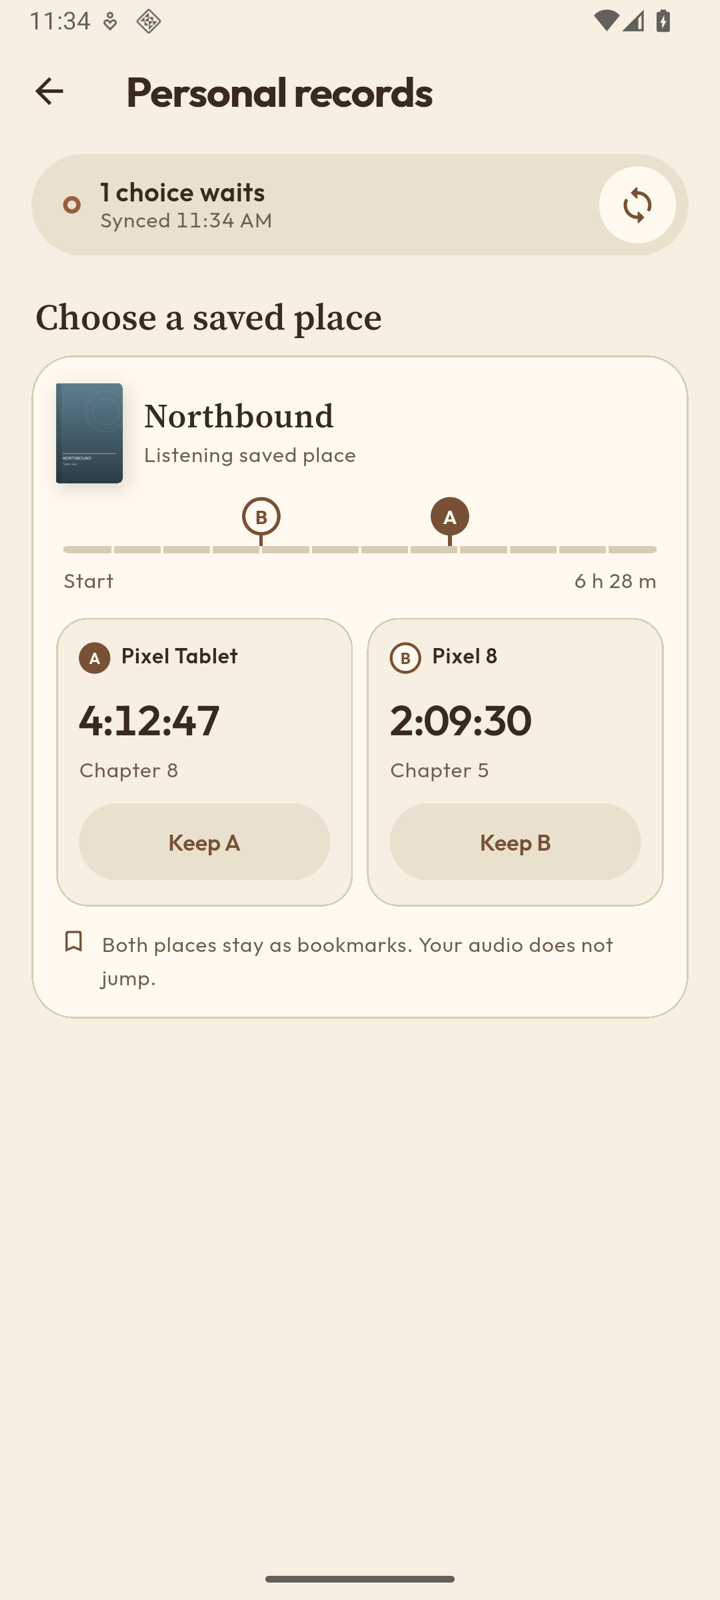 11:34
Personal records
1 choice waits
Synced 11:34 AM
Choose a saved place
NORTHBOUND
Northbound
Listening saved place
B
A
Start
6 h 28 m
A Pixel Tablet
4:12:47
Chapter 8
Keep A
B Pixel 8
2:09:30
Chapter 5
Keep B
Both places stay as bookmarks. Your audio does not
jump.